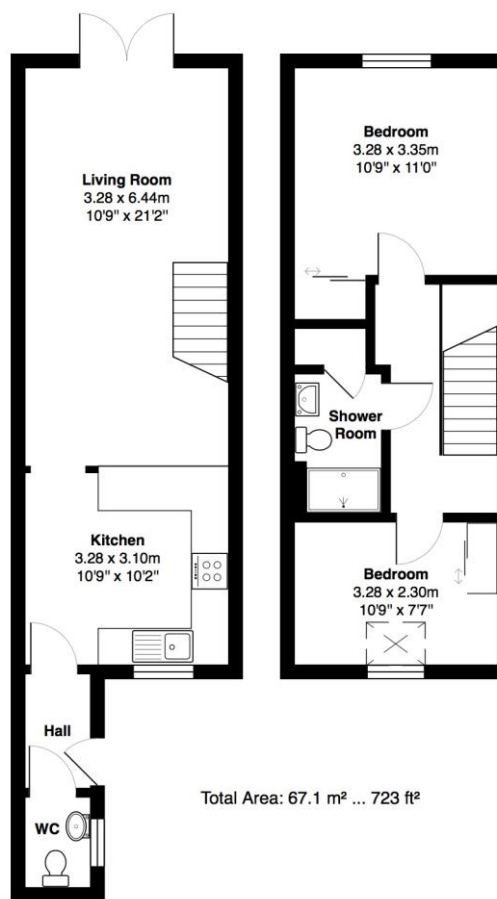 Living Room
3.28 x 6.44m
10'9" x 21'2"
Kitchen
3.28 x 3.10m
10'9" x 10'2"
Hall
WC
Bedroom
3.28 x 3.35m
10'9" x 11'0"
Shower
Room
Bedroom
3.28 x 2.30m
10'9" x 7'7"
Total Area: 67.1 m² ... 723 ft²